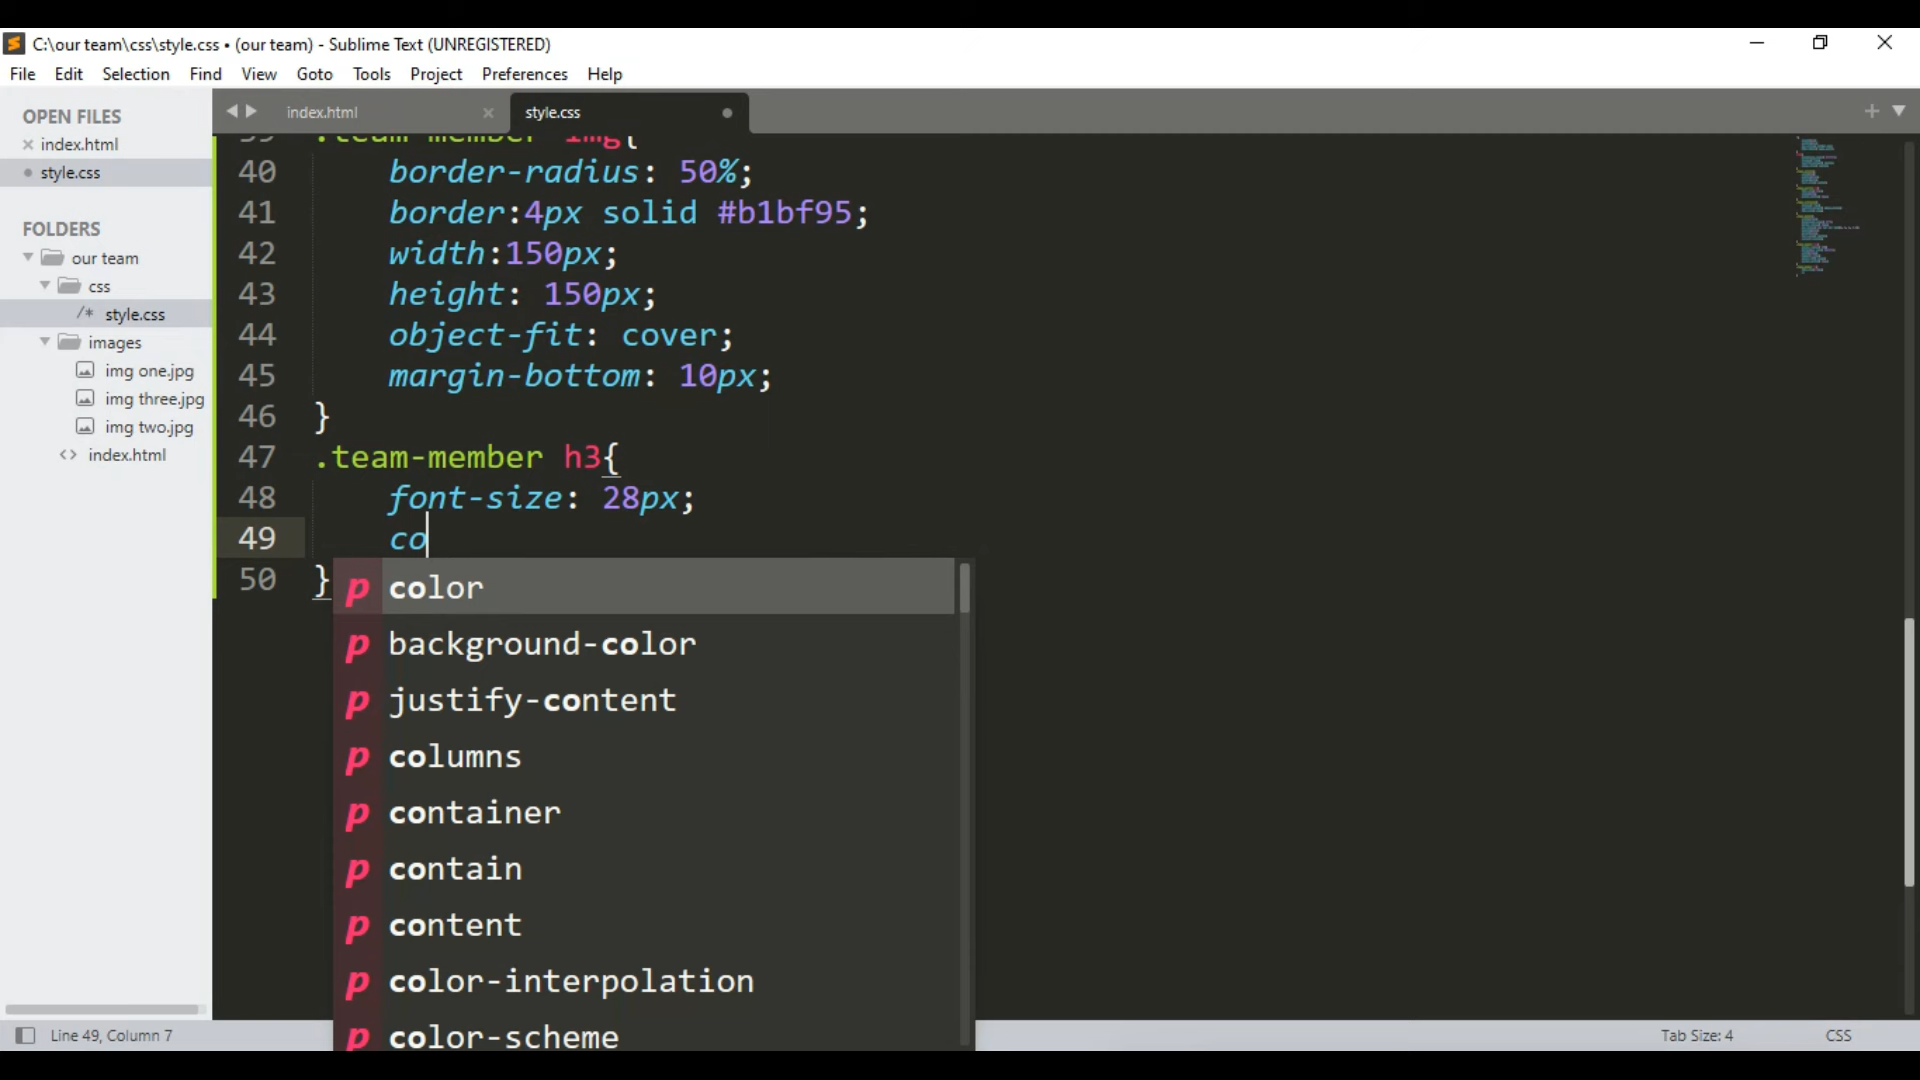 C:\our team\css\style.css • (our team) - Sublime Text (UNREGISTERED)
File Edit Selection Find View Goto Tools Project Preferences Help
OPEN FILES
index.html
style.css
FOLDERS
our team
css
/* style.css
images
img one.jpg
img three.jpg
img two.jpg
<> index.html
index.html
style.css
39 .team-member img{
40 border-radius: 50%;
41 border:4px solid #b1bf95;
42 width:150px;
43 height: 150px;
44 object-fit: cover;
45 margin-bottom: 10px;
46 }
47 .team-member h3{
48 font-size: 28px;
49 co
50 }
p color
p background-color
p justify-content
p columns
p container
p contain
p content
p color-interpolation
p color-scheme
Line 49, Column 7
Tab Size: 4
CSS